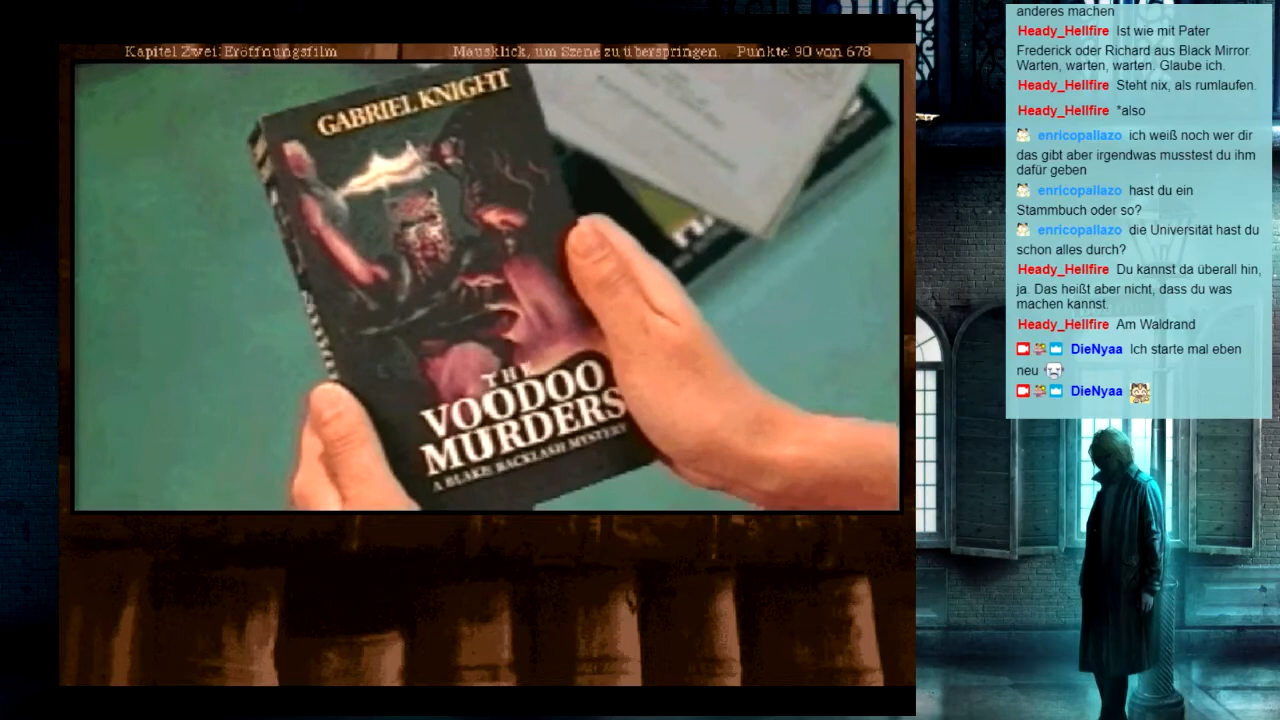 Kapitel Zwei: Eröffnungsfilm
Mausklick, um Szene zu überspringen.
Punkte: 90 von 678
GABRIEL KNIGHT
THE
VOODOO
MURDERS
A BLAKE BACKLASH MYSTERY
anderes machen
Heady_Hellfire Ist wie mit Pater
Frederick oder Richard aus Black Mirror.
Warten, warten, warten. Glaube ich.
Heady_Hellfire Steht nix, als rumlaufen.
Heady_Hellfire *also
enricopallazo ich weiß noch wer dir
das gibt aber irgendwas musstest du ihm
dafür geben
enricopallazo hast du ein
Stammbuch oder so?
enricopallazo die Universität hast du
schon alles durch?
Heady_Hellfire Du kannst da überall hin,
ja. Das heißt aber nicht, dass du was
machen kannst.
Heady_Hellfire Am Waldrand
DieNyaa Ich starte mal eben
neu
DieNyaa